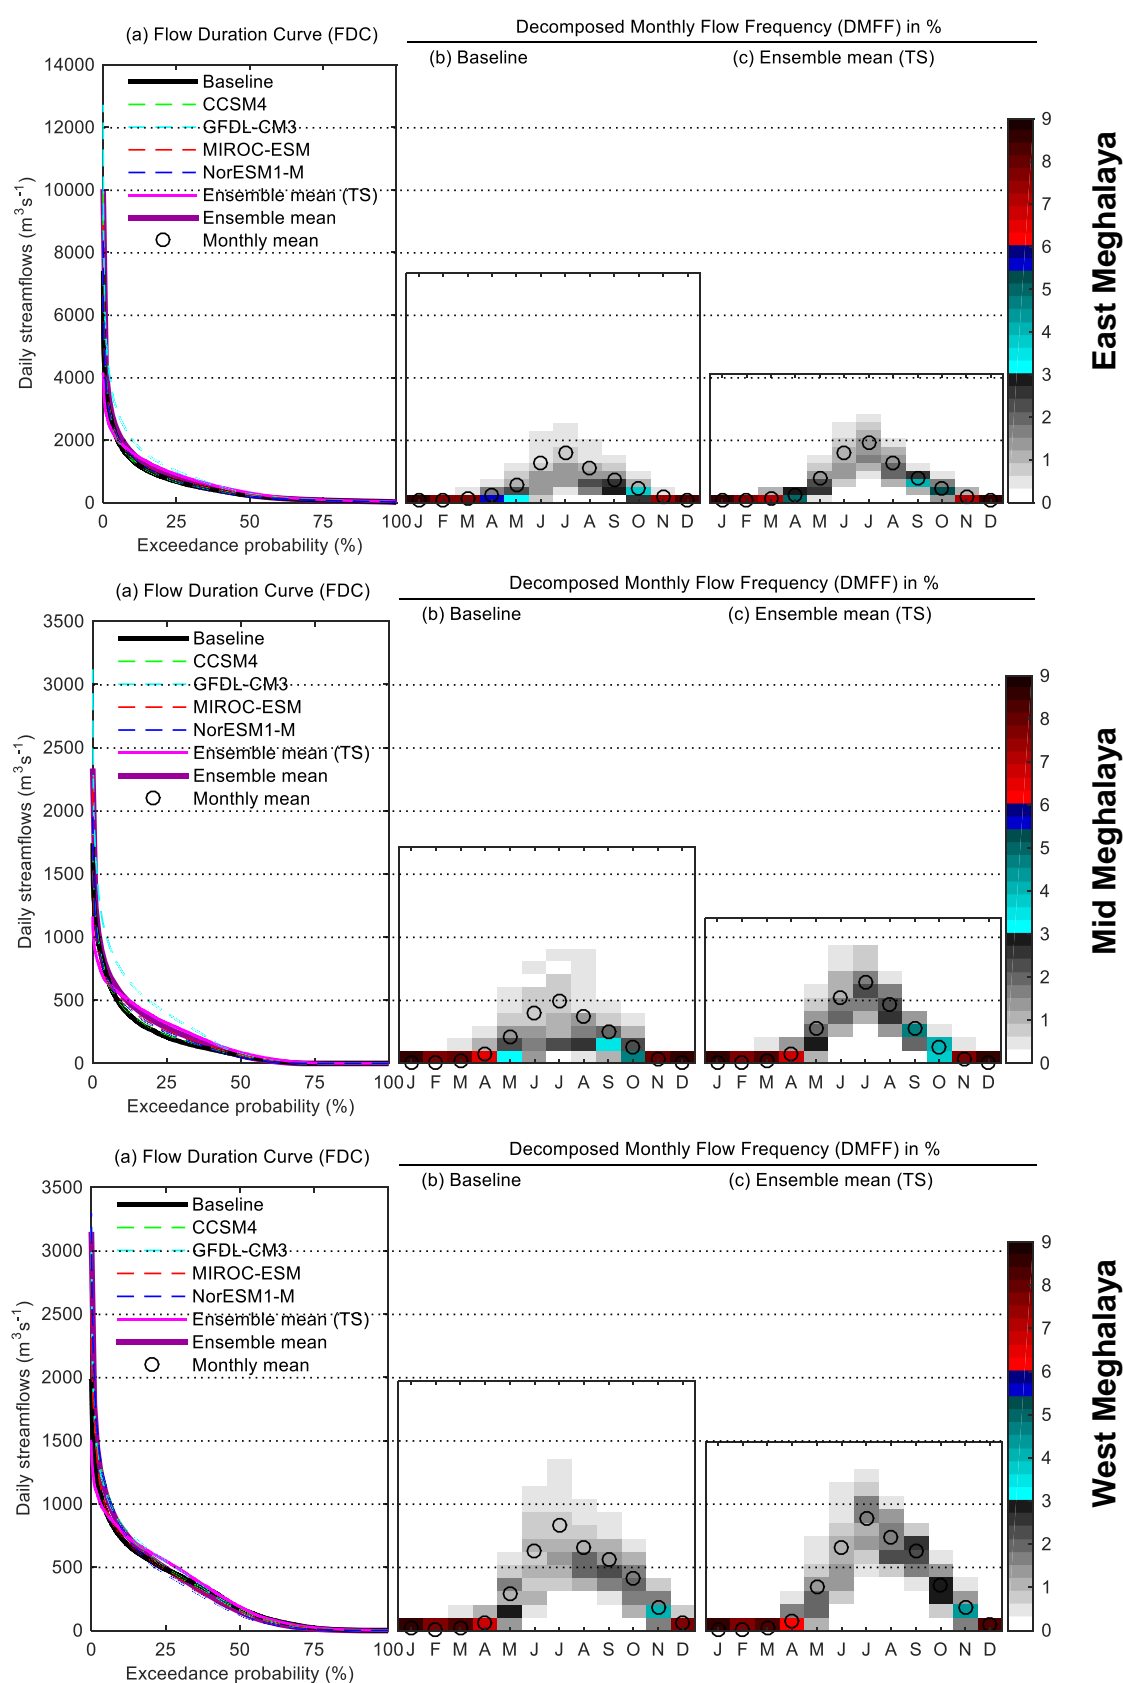 Decomposed Monthly Flow Frequency (DMFF) in %
(a) Flow Duration Curve (FDC)
(b) Baseline
(c) Ensemble mean (TS)
14000
12000
10000
8000
6000
4000
2000
0
Daily streamflows (m³s⁻¹)
Baseline
CCSM4
GFDL-CM3
MIROC-ESM
NorESM1-M
Ensemble mean (TS)
Ensemble mean
Monthly mean
0 25 50 75 100
Exceedance probability (%)
J F M A M J J A S O N D
J F M A M J J A S O N D
9
8
7
6
5
4
3
2
1
0
East Meghalaya
Decomposed Monthly Flow Frequency (DMFF) in %
(a) Flow Duration Curve (FDC)
(b) Baseline
(c) Ensemble mean (TS)
3500
3000
2500
2000
1500
1000
500
0
Daily streamflows (m³s⁻¹)
Baseline
CCSM4
GFDL-CM3
MIROC-ESM
NorESM1-M
Ensemble mean (TS)
Ensemble mean
Monthly mean
0 25 50 75 100
Exceedance probability (%)
J F M A M J J A S O N D
J F M A M J J A S O N D
9
8
7
6
5
4
3
2
1
0
Mid Meghalaya
Decomposed Monthly Flow Frequency (DMFF) in %
(a) Flow Duration Curve (FDC)
(b) Baseline
(c) Ensemble mean (TS)
3500
3000
2500
2000
1500
1000
500
0
Daily streamflows (m³s⁻¹)
Baseline
CCSM4
GFDL-CM3
MIROC-ESM
NorESM1-M
Ensemble mean (TS)
Ensemble mean
Monthly mean
0 25 50 75 100
Exceedance probability (%)
J F M A M J J A S O N D
J F M A M J J A S O N D
9
8
7
6
5
4
3
2
1
0
West Meghalaya